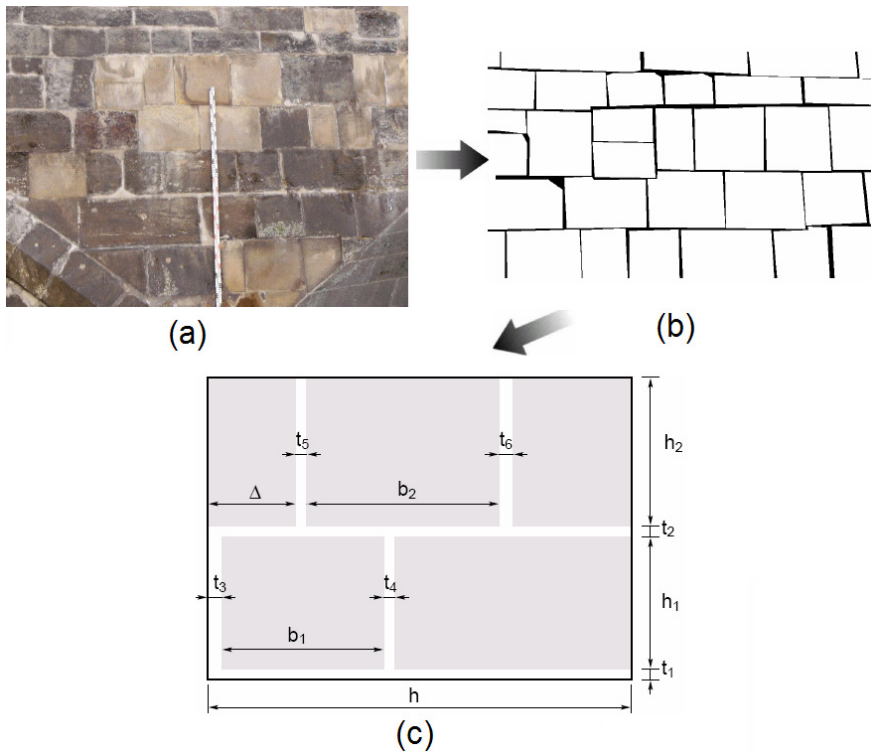 (a)
(b)
t₅
t₆
h₂
Δ
b₂
t₂
t₃
t₄
h₁
b₁
t₁
h
(c)